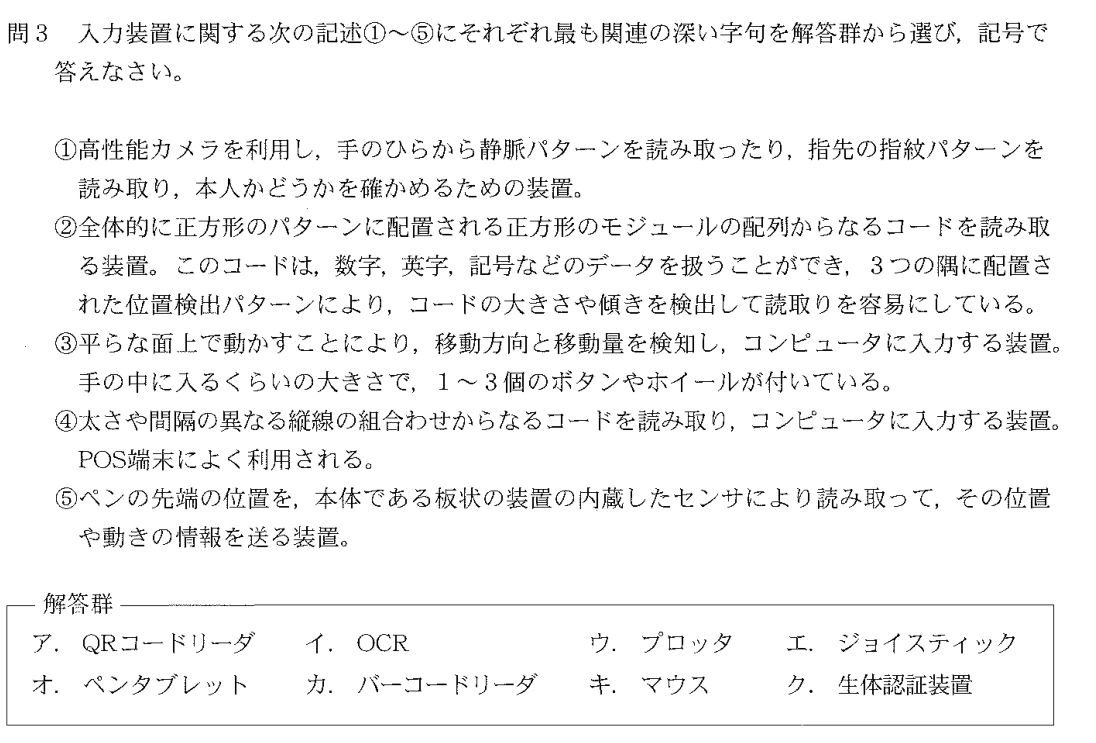 問3　入力装置に関する次の記述①～⑤にそれぞれ最も関連の深い字句を解答群から選び，記号で
答えなさい。
①高性能カメラを利用し，手のひらから静脈パターンを読み取ったり，指先の指紋パターンを
読み取り，本人かどうかを確かめるための装置。
②全体的に正方形のパターンに配置される正方形のモジュールの配列からなるコードを読み取
る装置。このコードは，数字，英字，記号などのデータを扱うことができ，3つの隅に配置さ
れた位置検出パターンにより，コードの大きさや傾きを検出して読取りを容易にしている。
③平らな面上で動かすことにより，移動方向と移動量を検知し，コンピュータに入力する装置。
手の中に入るくらいの大きさで，1～3個のボタンやホイールが付いている。
④太さや間隔の異なる縦線の組合わせからなるコードを読み取り，コンピュータに入力する装置。
POS端末によく利用される。
⑤ペンの先端の位置を，本体である板状の装置の内蔵したセンサにより読み取って，その位置
や動きの情報を送る装置。
解答群
ア．QRコードリーダ　イ．OCR　ウ．プロッタ　エ．ジョイスティック
オ．ペンタブレット　カ．バーコードリーダ　キ．マウス　ク．生体認証装置